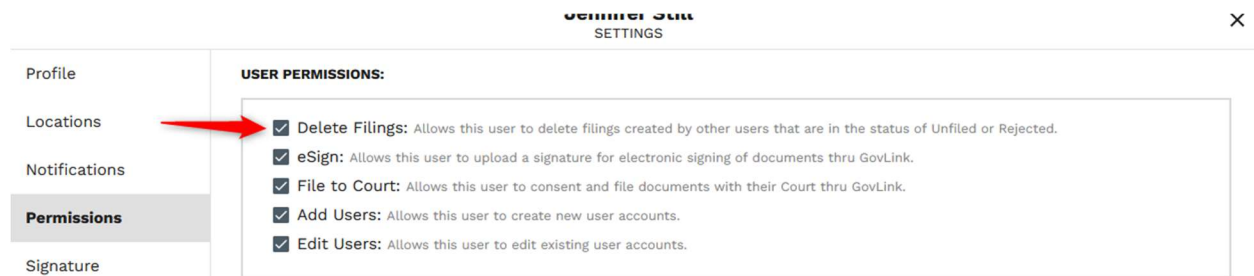 Jennifer Still
SETTINGS
Profile
Locations
Notifications
Permissions
Signature
USER PERMISSIONS:
Delete Filings: Allows this user to delete filings created by other users that are in the status of Unfiled or Rejected.
eSign: Allows this user to upload a signature for electronic signing of documents thru GovLink.
File to Court: Allows this user to consent and file documents with their Court thru GovLink.
Add Users: Allows this user to create new user accounts.
Edit Users: Allows this user to edit existing user accounts.